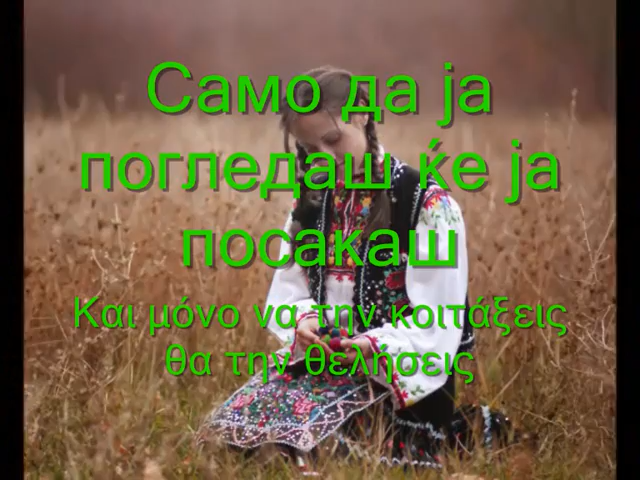 Само да ја
погледаш ќе ја
посакаш
Και μόνο να την κοιτάξεις
θα την θελήσεις